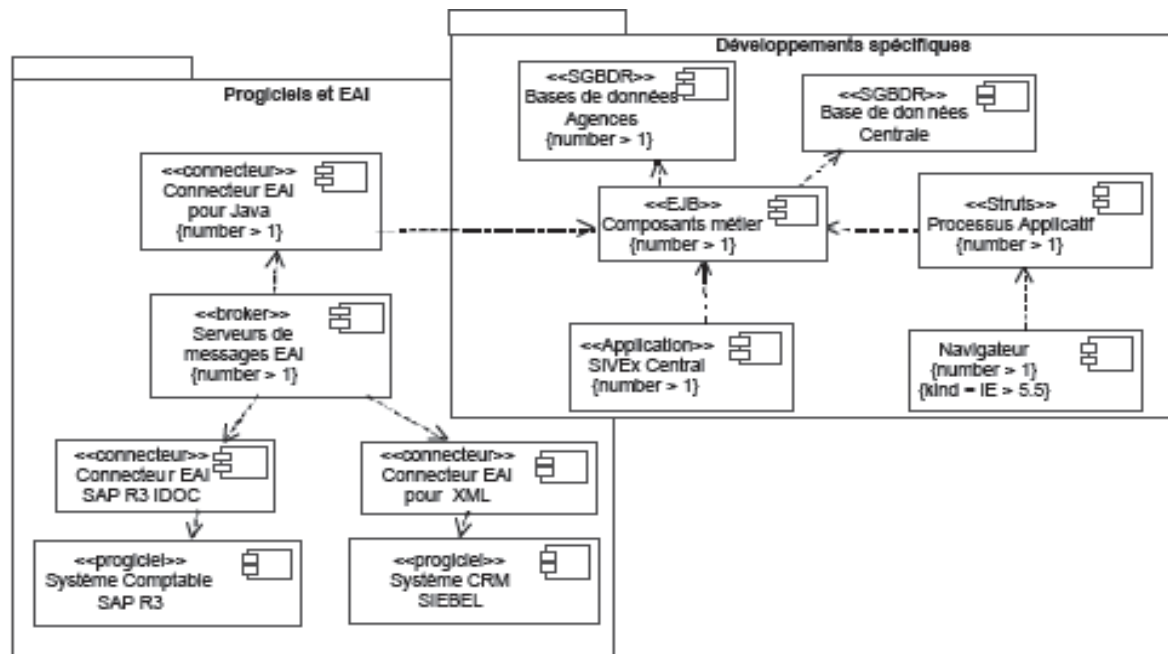 Développements spécifiques
<<SGBDR>>
Bases de données
Agences
{number > 1}
<<SGBDR>>
Base de données
Centrale
<<EJB>>
Composants métier
{number > 1}
<<Struts>>
Processus Applicatif
{number > 1}
<<Application>>
SIVEx Central
{number > 1}
Navigateur
{number > 1}
{kind = IE > 5.5}
Progiciels et EAI
<<connecteur>>
Connecteur EAI
pour Java
{number > 1}
<<broker>>
Serveurs de
messages EAI
{number > 1}
<<connecteur>>
Connecteur EAI
SAP R3 IDOC
<<connecteur>>
Connecteur EAI
pour XML
<<progiciel>>
Système Comptable
SAP R3
<<progiciel>>
Système CRM
SIEBEL